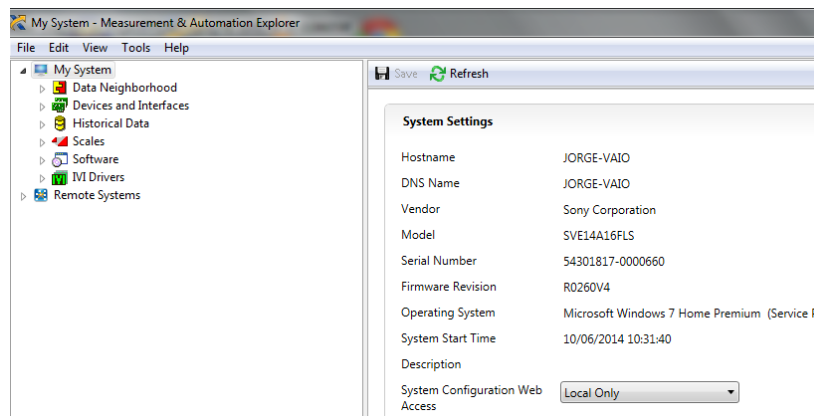 My System - Measurement & Automation Explorer
File Edit View Tools Help
My System
Data Neighborhood
Devices and Interfaces
Historical Data
Scales
Software
IVI Drivers
Remote Systems
Save Refresh
System Settings
Hostname JORGE-VAIO
DNS Name JORGE-VAIO
Vendor Sony Corporation
Model SVE14A16FLS
Serial Number 54301817-0000660
Firmware Revision R0260V4
Operating System Microsoft Windows 7 Home Premium (Service
System Start Time 10/06/2014 10:31:40
Description
System Configuration Web Local Only
Access